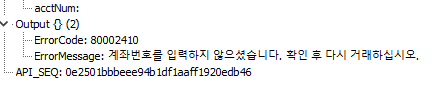 acctNum:
Output {} (2)
ErrorCode: 80002410
ErrorMessage: 계좌번호를 입력하지 않으셨습니다. 확인 후 다시 거래하십시오.
API_SEQ: 0e2501bbbeee94b1df1aaff1920edb46